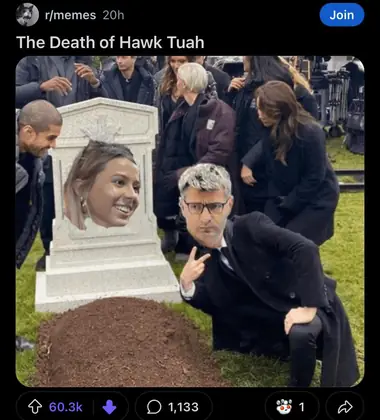 r/memes 20h
Join
The Death of Hawk Tuah
60.3k
1,133
1